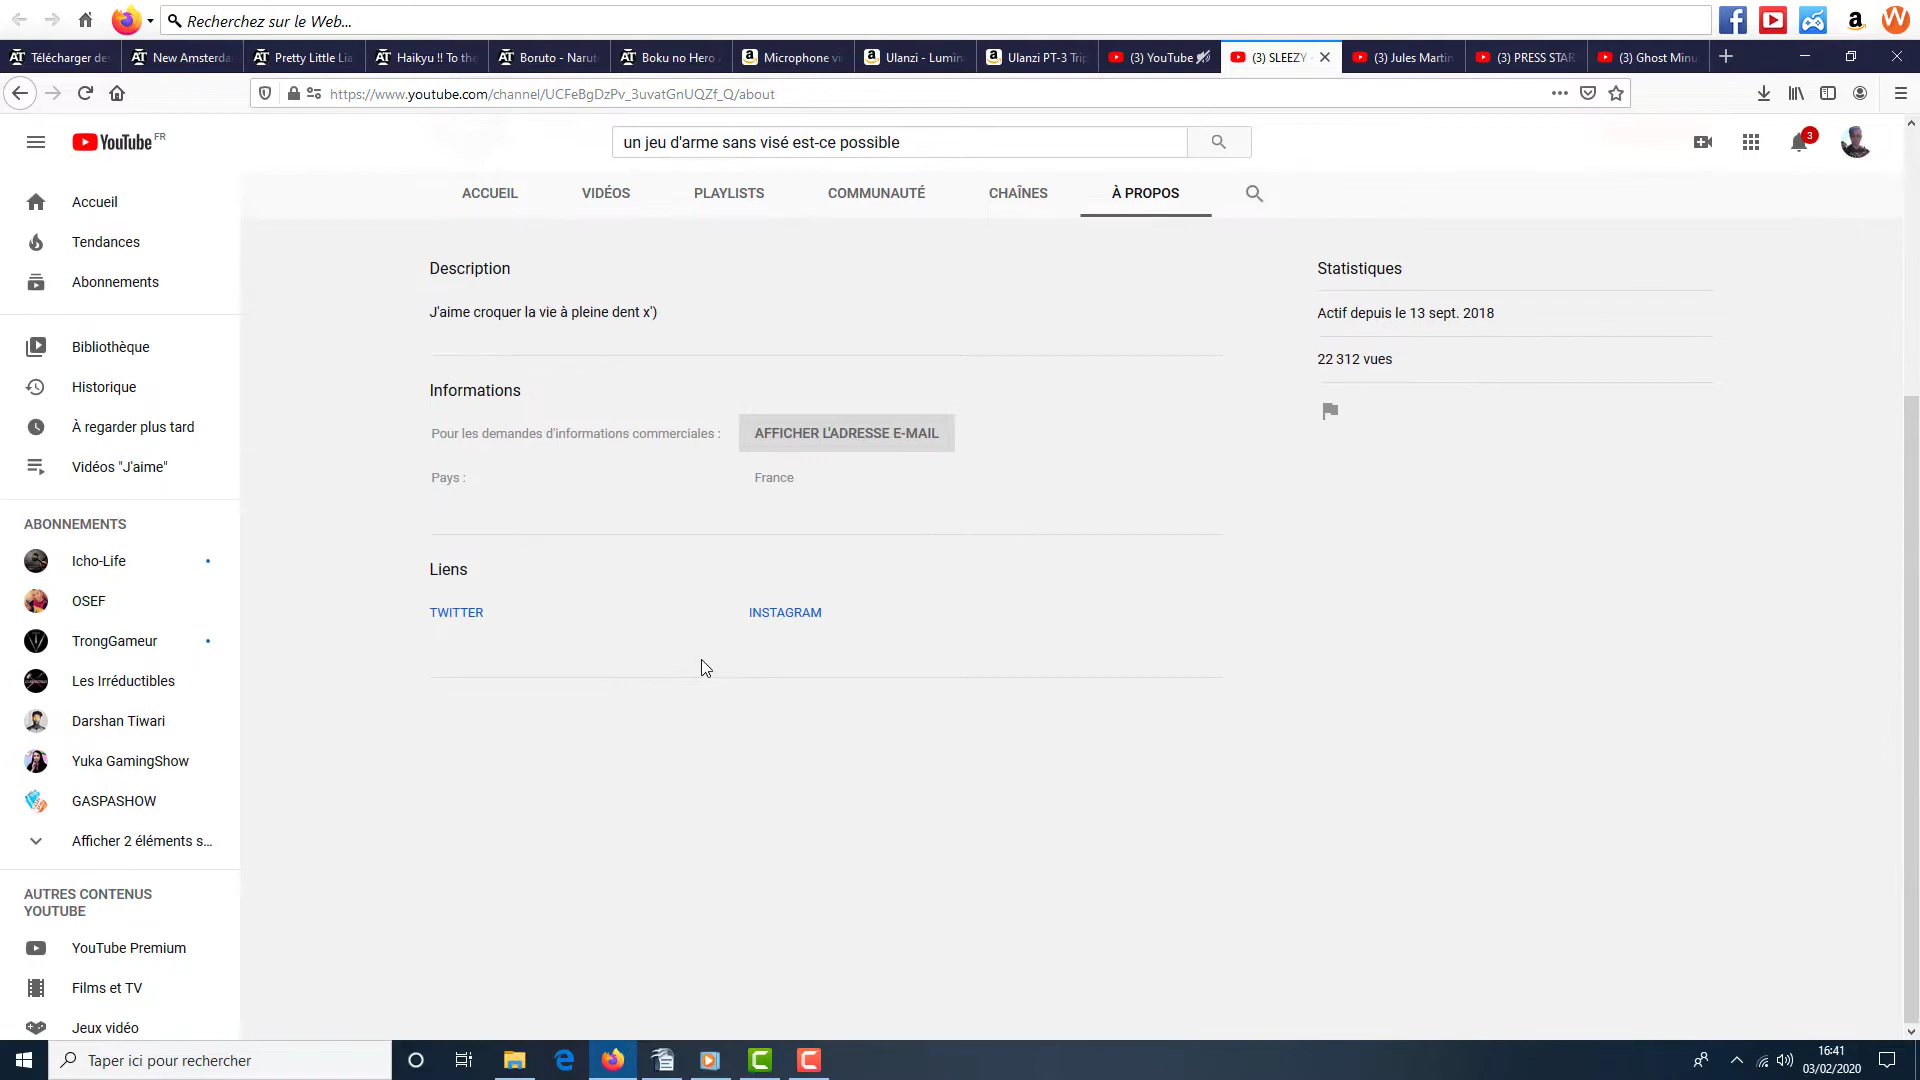 Recherchez sur le Web...
Télécharger de
New Amsterda
Pretty Little Lia
Haikyu !! To the
Boruto - Narut
Boku no Hero
Microphone vi
Ulanzi - Lumin
Ulanzi PT-3 Trip
(3) YouTube
(3) SLEEZY
(3) Jules Martin
(3) PRESS STAR
(3) Ghost Minu
https://www.youtube.com/channel/UCFeBgDzPv_3uvatGnUQZf_Q/about
YouTube FR
un jeu d'arme sans visé est-ce possible
3
ACCUEIL
VIDÉOS
PLAYLISTS
COMMUNAUTÉ
CHAÎNES
À PROPOS
Accueil
Tendances
Abonnements
Bibliothèque
Historique
À regarder plus tard
Vidéos "J'aime"
ABONNEMENTS
Icho-Life
OSEF
TrongGameur
Les Irréductibles
Darshan Tiwari
Yuka GamingShow
GASPASHOW
Afficher 2 éléments s...
AUTRES CONTENUS
YOUTUBE
YouTube Premium
Films et TV
Jeux vidéo
Description
J'aime croquer la vie à pleine dent x')
Informations
Pour les demandes d'informations commerciales :
AFFICHER L'ADRESSE E-MAIL
Pays :
France
Liens
TWITTER
INSTAGRAM
Statistiques
Actif depuis le 13 sept. 2018
22 312 vues
Taper ici pour rechercher
16:41
03/02/2020